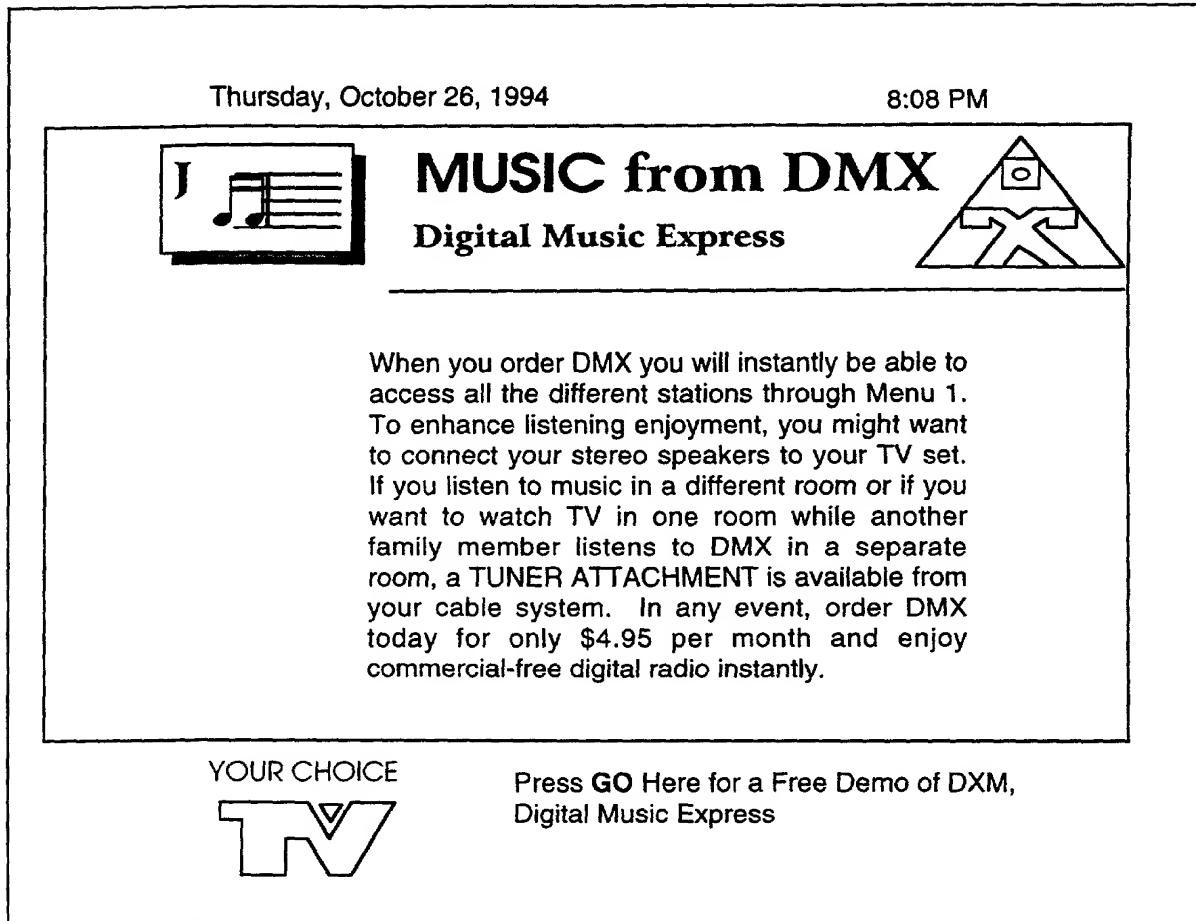 Thursday, October 26, 1994 8:08 PM
J
MUSIC from DMX
Digital Music Express
When you order DMX you will instantly be able to
access all the different stations through Menu 1.
To enhance listening enjoyment, you might want
to connect your stereo speakers to your TV set.
If you listen to music in a different room or if you
want to watch TV in one room while another
family member listens to DMX in a separate
room, a TUNER ATTACHMENT is available from
your cable system. In any event, order DMX
today for only $4.95 per month and enjoy
commercial-free digital radio instantly.
YOUR CHOICE
TV
Press GO Here for a Free Demo of DXM,
Digital Music Express